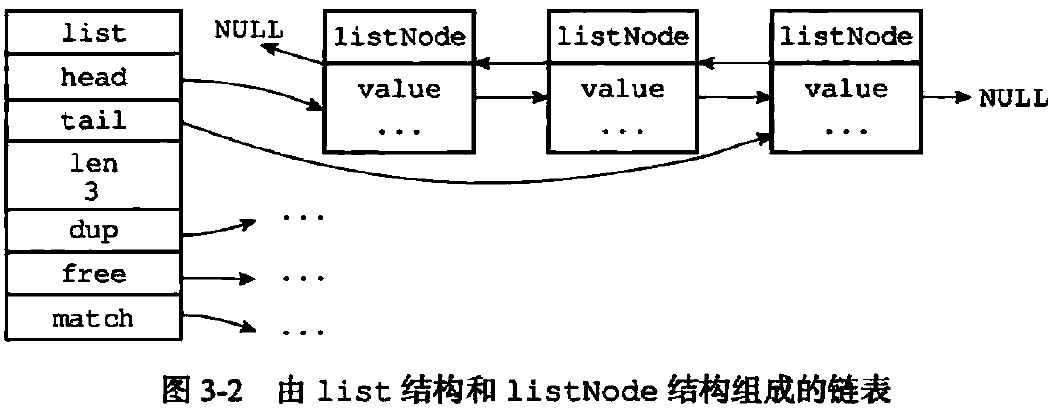 list
head
tail
len
3
dup
free
match
NULL
listNode
value
...
listNode
value
...
listNode
value
...
NULL
...
...
...
图 3-2 由 list 结构和 listNode 结构组成的链表